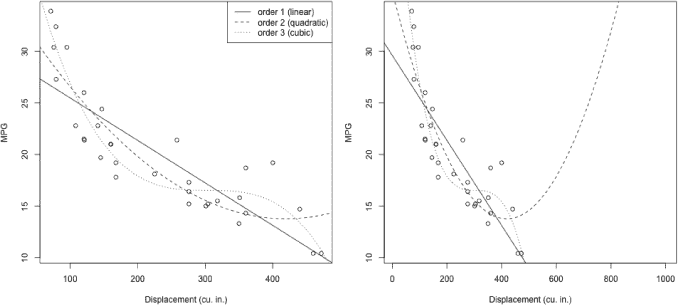 order 1 (linear)
order 2 (quadratic)
order 3 (cubic)
MPG
30
25
20
15
10
100 200 300 400
Displacement (cu. in.)
MPG
30
25
20
15
10
0 200 400 600 800 1000
Displacement (cu. in.)